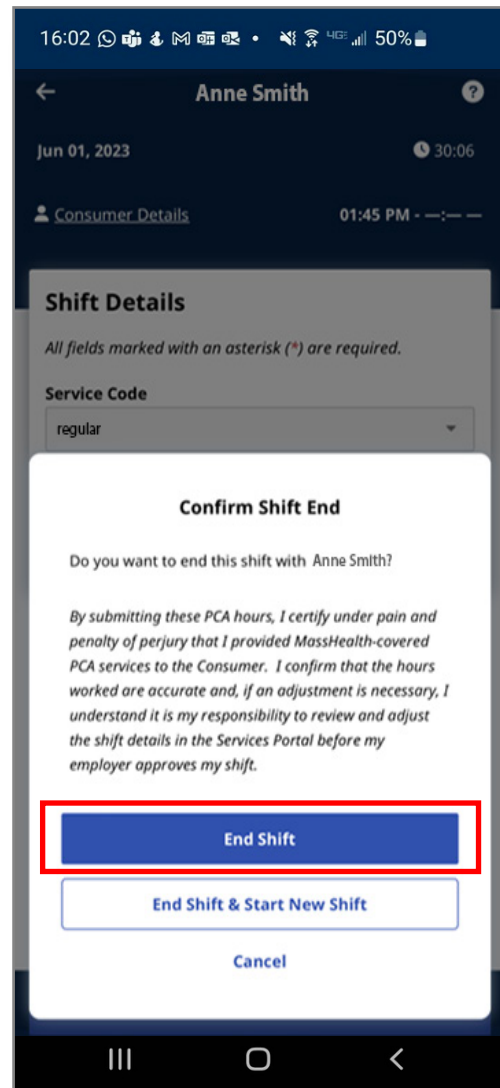 16:02 4GE 50%
Anne Smith ?
Jun 01, 2023 30:06
Consumer Details 01:45 PM - —:— —
Shift Details
All fields marked with an asterisk (*) are required.
Service Code
regular
Confirm Shift End
Do you want to end this shift with Anne Smith?
By submitting these PCA hours, I certify under pain and
penalty of perjury that I provided MassHealth-covered
PCA services to the Consumer. I confirm that the hours
worked are accurate and, if an adjustment is necessary, I
understand it is my responsibility to review and adjust
the shift details in the Services Portal before my
employer approves my shift.
End Shift
End Shift & Start New Shift
Cancel